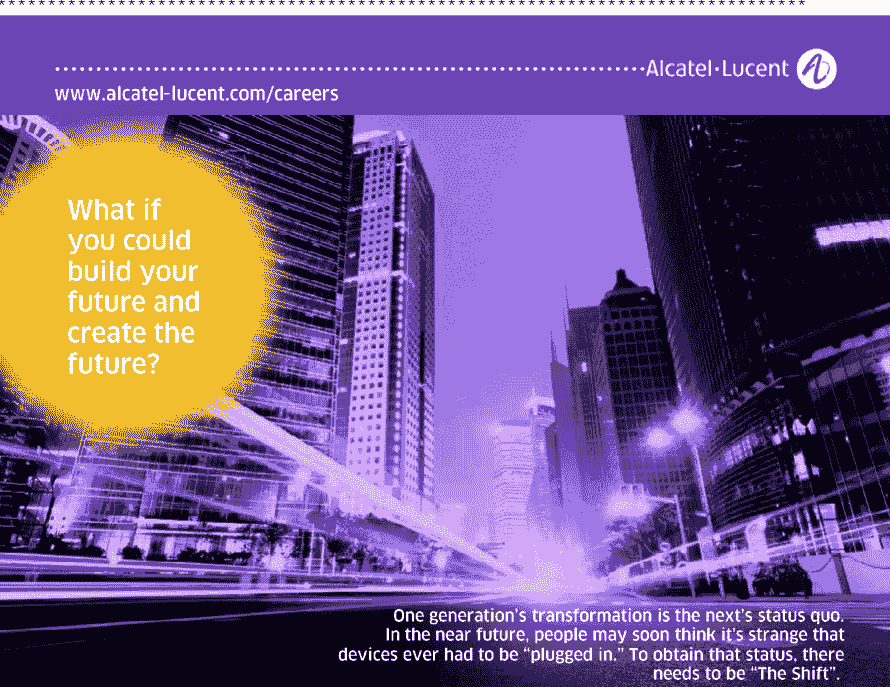 Alcatel·Lucent
www.alcatel-lucent.com/careers
What if
you could
build your
future and
create the
future?
One generation's transformation is the next's status quo.
In the near future, people may soon think it's strange that
devices ever had to be “plugged in.” To obtain that status, there
needs to be “The Shift”.